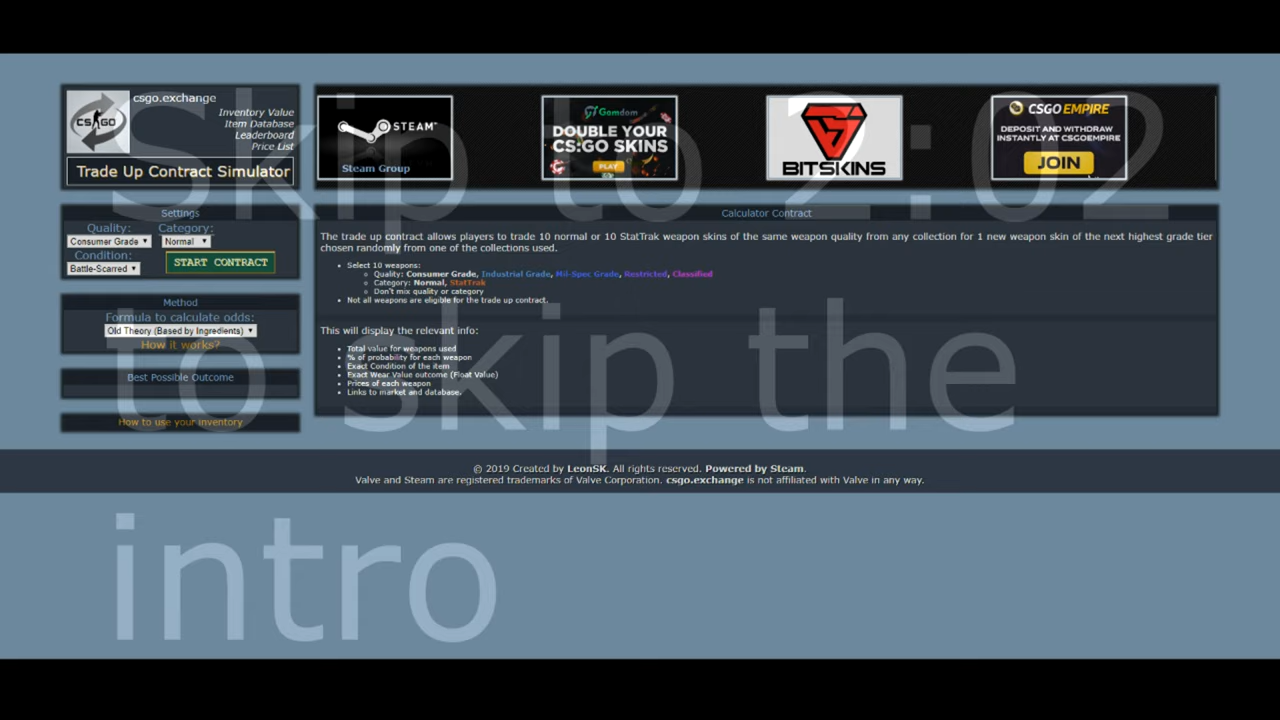 Skip to 2:02
to skip the
intro
csgo.exchange
CS GO
Inventory Value
Item Database
Leaderboard
Price List
Trade Up Contract Simulator
STEAM™
Steam Group
Gamdom
DOUBLE YOUR
CS:GO SKINS
PLAY
BITSKINS
CSGOEMPIRE
DEPOSIT AND WITHDRAW
INSTANTLY AT CSGOEMPIRE
JOIN
Settings
Quality: Category:
Consumer Grade Normal
Condition:
Battle-Scarred START CONTRACT
Method
Formula to calculate odds:
Old Theory (Based by Ingredients)
How it works?
Best Possible Outcome
How to use your inventory
Calculator Contract
The trade up contract allows players to trade 10 normal or 10 StatTrak weapon skins of the same weapon quality from any collection for 1 new weapon skin of the next highest grade tier
chosen randomly from one of the collections used.
Select 10 weapons:
Quality: Consumer Grade, Industrial Grade, Mil-Spec Grade, Restricted, Classified
Category: Normal, StatTrak
Don't mix quality or category
Not all weapons are eligible for the trade up contract.
This will display the relevant info:
Total value for weapons used
% of probability for each weapon
Exact Condition of the item
Exact Wear Value outcome (Float Value)
Prices of each weapon
Links to market and database.
© 2019 Created by LeonSK. All rights reserved. Powered by Steam.
Valve and Steam are registered trademarks of Valve Corporation. csgo.exchange is not affiliated with Valve in any way.